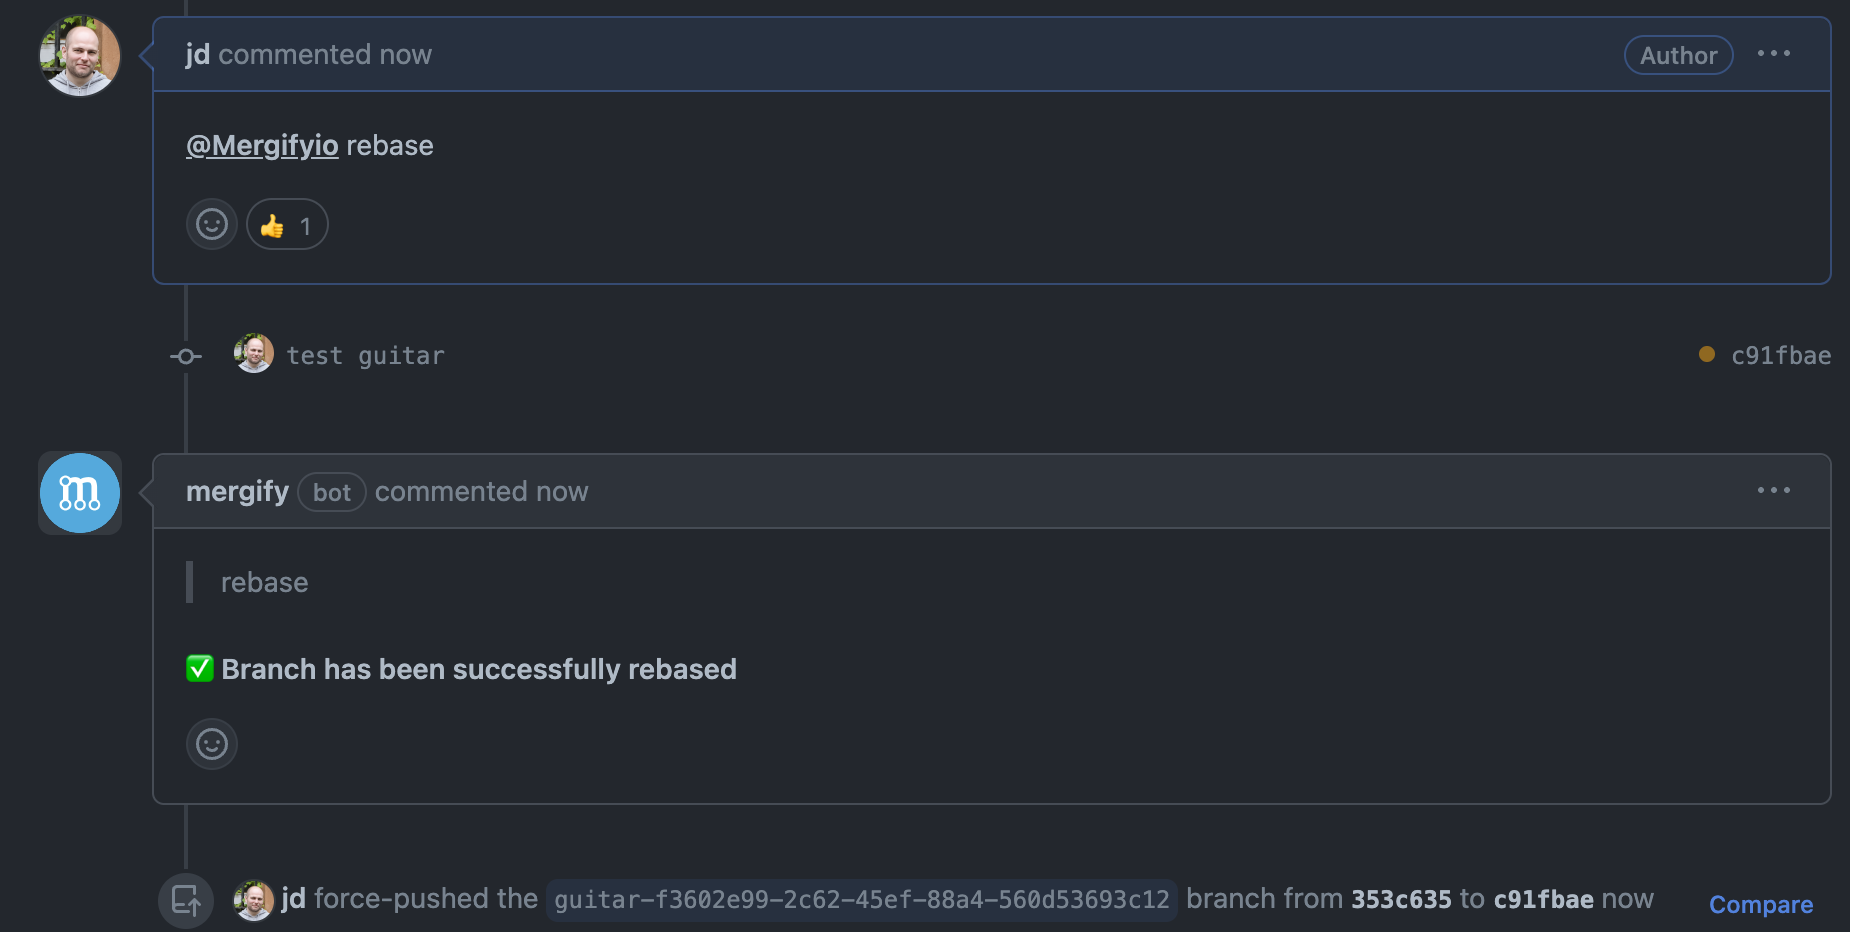 jd commented now Author
@Mergifyio rebase
1
test guitar c91fbae
mergify bot commented now
rebase
Branch has been successfully rebased
jd force-pushed the guitar-f3602e99-2c62-45ef-88a4-560d53693c12 branch from 353c635 to c91fbae now Compare